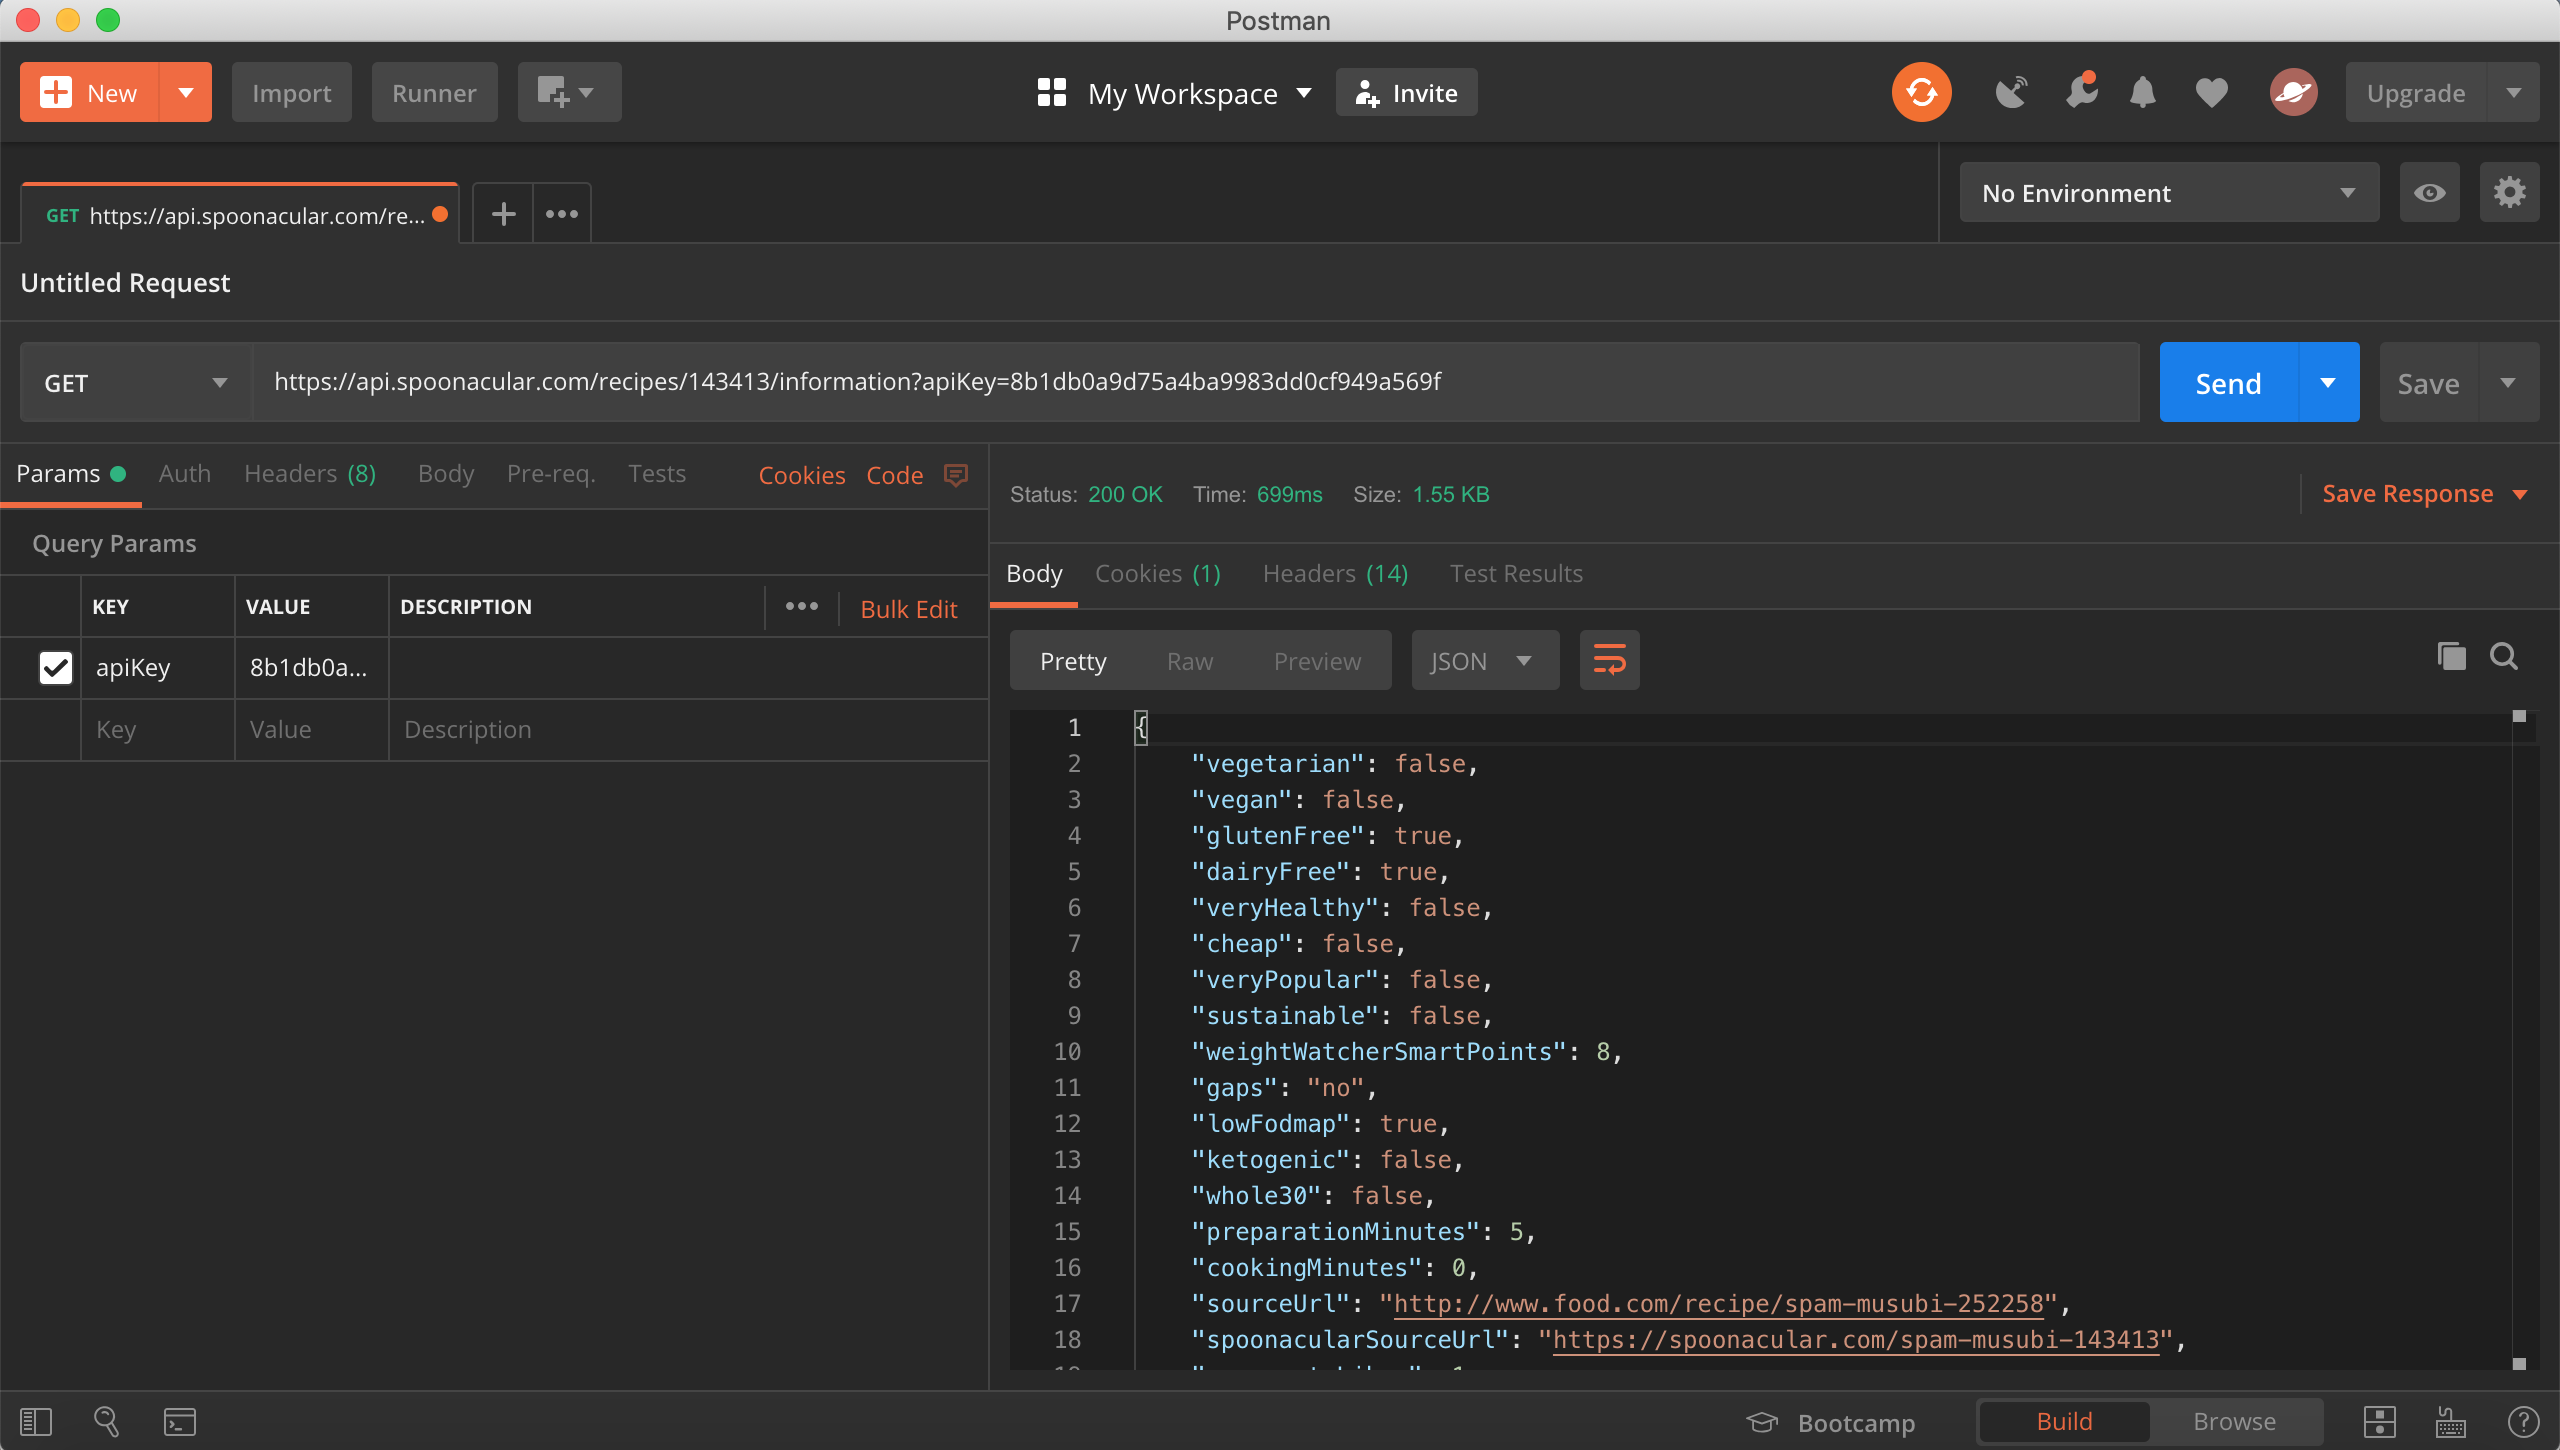 Postman
New Import Runner My Workspace Invite Upgrade
GET https://api.spoonacular.com/re... No Environment
Untitled Request
GET https://api.spoonacular.com/recipes/143413/information?apiKey=8b1db0a9d75a4ba9983dd0cf949a569f Send Save
Params Auth Headers (8) Body Pre-req. Tests Cookies Code
Query Params
KEY VALUE DESCRIPTION Bulk Edit
apiKey 8b1db0a...
Key Value Description
Status: 200 OK Time: 699ms Size: 1.55 KB Save Response
Body Cookies (1) Headers (14) Test Results
Pretty Raw Preview JSON
1 {
2 "vegetarian": false,
3 "vegan": false,
4 "glutenFree": true,
5 "dairyFree": true,
6 "veryHealthy": false,
7 "cheap": false,
8 "veryPopular": false,
9 "sustainable": false,
10 "weightWatcherSmartPoints": 8,
11 "gaps": "no",
12 "lowFodmap": true,
13 "ketogenic": false,
14 "whole30": false,
15 "preparationMinutes": 5,
16 "cookingMinutes": 0,
17 "sourceUrl": "http://www.food.com/recipe/spam-musubi-252258",
18 "spoonacularSourceUrl": "https://spoonacular.com/spam-musubi-143413",
Bootcamp Build Browse